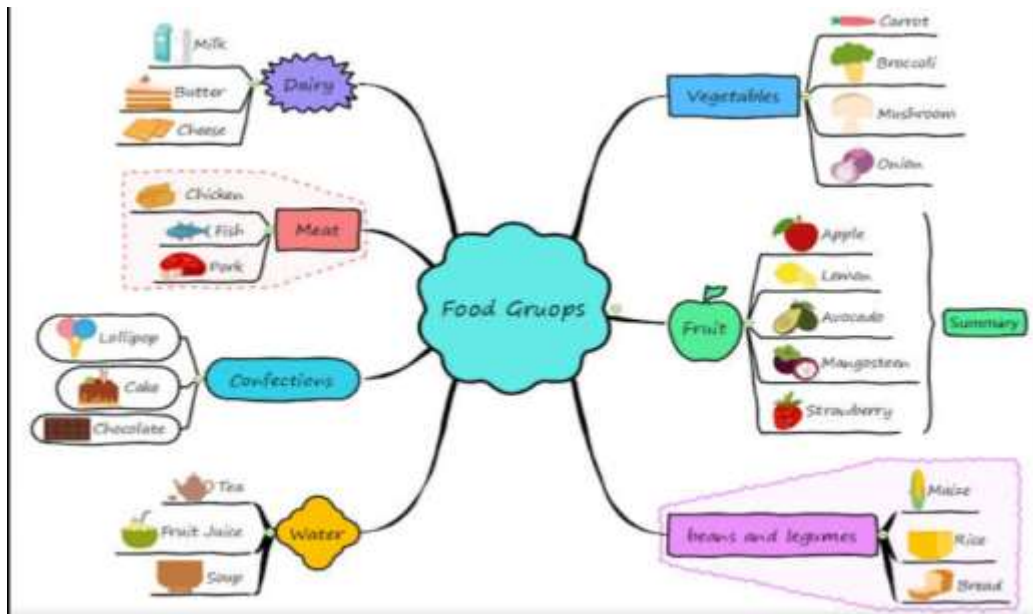 Food Gruops
Dairy
Milk
Butter
Cheese
Meat
Chicken
Fish
Pork
Confections
Lollipop
Cake
Chocolate
Water
Tea
Fruit Juice
Soup
Vegetables
Carrot
Broccoli
Mushroom
Onion
Fruit
Apple
Lemon
Avocado
Mangosteen
Strawberry
Summary
beans and legumes
Maize
Rice
Bread